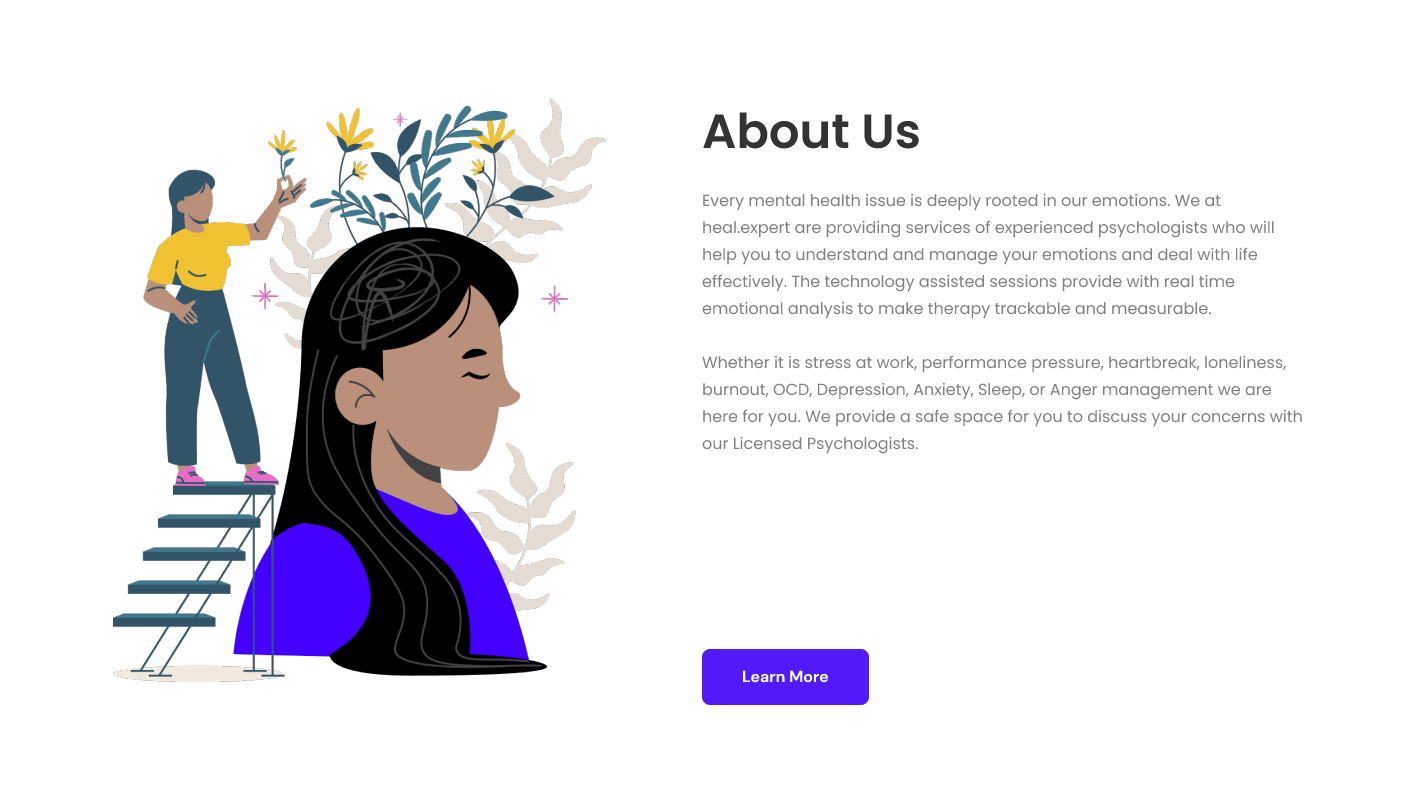 About Us
Every mental health issue is deeply rooted in our emotions. We at
heal.expert are providing services of experienced psychologists who will
help you to understand and manage your emotions and deal with life
effectively. The technology assisted sessions provide with real time
emotional analysis to make therapy trackable and measurable.
Whether it is stress at work, performance pressure, heartbreak, loneliness,
burnout, OCD, Depression, Anxiety, Sleep, or Anger management we are
here for you. We provide a safe space for you to discuss your concerns with
our Licensed Psychologists.
Learn More